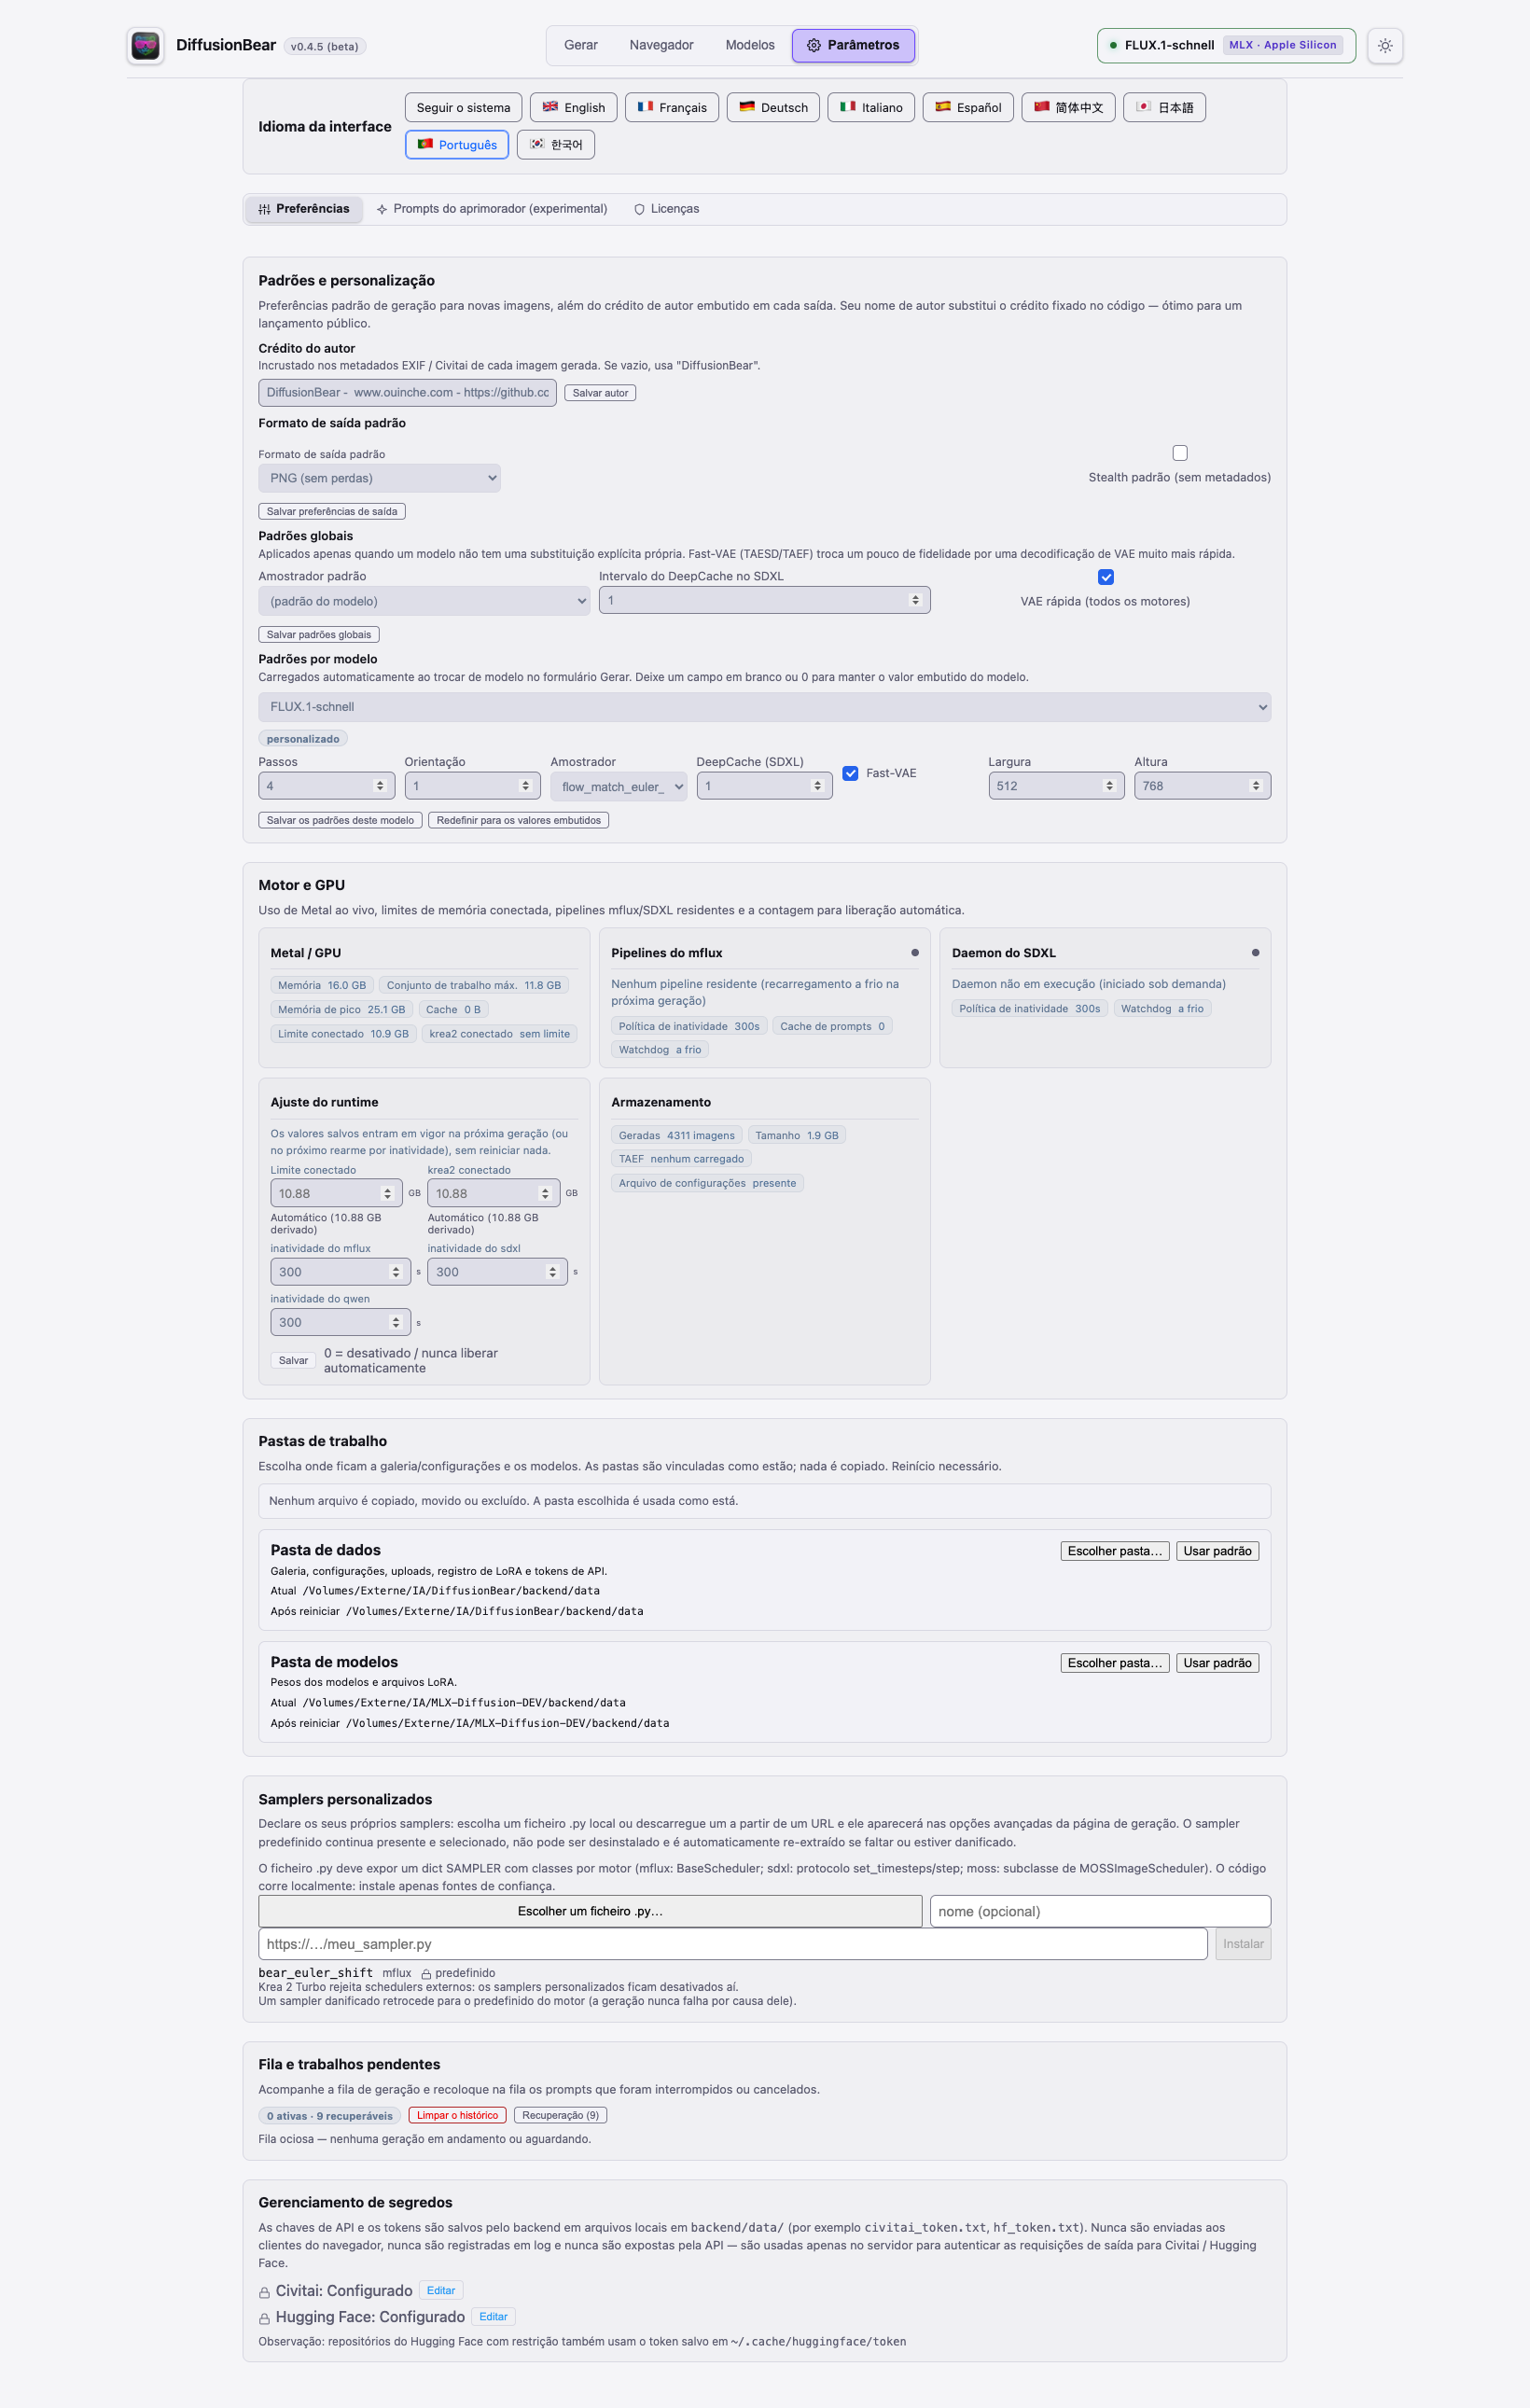 DiffusionBear v0.4.5 (beta)
Gerar Navegador Modelos Parâmetros
FLUX.1-schnell MLX · Apple Silicon
Idioma da interface
Seguir o sistema English Français Deutsch Italiano Español 简体中文 日本語
Português 한국어
Preferências Prompts do aprimorador (experimental) Licenças
Padrões e personalização
Preferências padrão de geração para novas imagens, além do crédito de autor embutido em cada saída. Seu nome de autor substitui o crédito fixado no código — ótimo para um
lançamento público.
Crédito do autor
Incrustado nos metadados EXIF / Civitai de cada imagem gerada. Se vazio, usa "DiffusionBear".
DiffusionBear - www.ouinche.com - https://github.cc Salvar autor
Formato de saída padrão
Formato de saída padrão
PNG (sem perdas)
Stealth padrão (sem metadados)
Salvar preferências de saída
Padrões globais
Aplicados apenas quando um modelo não tem uma substituição explícita própria. Fast-VAE (TAESD/TAEF) troca um pouco de fidelidade por uma decodificação de VAE muito mais rápida.
Amostrador padrão Intervalo do DeepCache no SDXL
(padrão do modelo) 1 VAE rápida (todos os motores)
Salvar padrões globais
Padrões por modelo
Carregados automaticamente ao trocar de modelo no formulário Gerar. Deixe um campo em branco ou 0 para manter o valor embutido do modelo.
FLUX.1-schnell
personalizado
Passos Orientação Amostrador DeepCache (SDXL) Fast-VAE Largura Altura
4 1 flow_match_euler_ 1 512 768
Salvar os padrões deste modelo Redefinir para os valores embutidos
Motor e GPU
Uso de Metal ao vivo, limites de memória conectada, pipelines mflux/SDXL residentes e a contagem para liberação automática.
Metal / GPU
Memória 16.0 GB Conjunto de trabalho máx. 11.8 GB
Memória de pico 25.1 GB Cache 0 B
Limite conectado 10.9 GB krea2 conectado sem limite
Pipelines do mflux
Nenhum pipeline residente (recarregamento a frio na
próxima geração)
Política de inatividade 300s Cache de prompts 0
Watchdog a frio
Daemon do SDXL
Daemon não em execução (iniciado sob demanda)
Política de inatividade 300s Watchdog a frio
Ajuste do runtime
Os valores salvos entram em vigor na próxima geração (ou
no próximo rearme por inatividade), sem reiniciar nada.
Limite conectado krea2 conectado
10.88 GB 10.88 GB
Automático (10.88 GB Automático (10.88 GB
derivado) derivado)
inatividade do mflux inatividade do sdxl
300 s 300 s
inatividade do qwen
300 s
Salvar 0 = desativado / nunca liberar
automaticamente
Armazenamento
Geradas 4311 imagens Tamanho 1.9 GB
TAEF nenhum carregado
Arquivo de configurações presente
Pastas de trabalho
Escolha onde ficam a galeria/configurações e os modelos. As pastas são vinculadas como estão; nada é copiado. Reinício necessário.
Nenhum arquivo é copiado, movido ou excluído. A pasta escolhida é usada como está.
Pasta de dados Escolher pasta… Usar padrão
Galeria, configurações, uploads, registro de LoRA e tokens de API.
Atual /Volumes/Externe/IA/DiffusionBear/backend/data
Após reiniciar /Volumes/Externe/IA/DiffusionBear/backend/data
Pasta de modelos Escolher pasta… Usar padrão
Pesos dos modelos e arquivos LoRA.
Atual /Volumes/Externe/IA/MLX-Diffusion-DEV/backend/data
Após reiniciar /Volumes/Externe/IA/MLX-Diffusion-DEV/backend/data
Samplers personalizados
Declare os seus próprios samplers: escolha um ficheiro .py local ou descarregue um a partir de um URL e ele aparecerá nas opções avançadas da página de geração. O sampler
predefinido continua presente e selecionado, não pode ser desinstalado e é automaticamente re-extraído se faltar ou estiver danificado.
O ficheiro .py deve expor um dict SAMPLER com classes por motor (mflux: BaseScheduler; sdxl: protocolo set_timesteps/step; moss: subclasse de MOSSImageScheduler). O código
corre localmente: instale apenas fontes de confiança.
Escolher um ficheiro .py… nome (opcional)
https://…/meu_sampler.py Instalar
bear_euler_shift mflux predefinido
Krea 2 Turbo rejeita schedulers externos: os samplers personalizados ficam desativados aí.
Um sampler danificado retrocede para o predefinido do motor (a geração nunca falha por causa dele).
Fila e trabalhos pendentes
Acompanhe a fila de geração e recoloque na fila os prompts que foram interrompidos ou cancelados.
0 ativas · 9 recuperáveis Limpar o histórico Recuperação (9)
Fila ociosa — nenhuma geração em andamento ou aguardando.
Gerenciamento de segredos
As chaves de API e os tokens são salvos pelo backend em arquivos locais em backend/data/ (por exemplo civitai_token.txt, hf_token.txt). Nunca são enviadas aos
clientes do navegador, nunca são registradas em log e nunca são expostas pela API — são usadas apenas no servidor para autenticar as requisições de saída para Civitai / Hugging
Face.
Civitai: Configurado Editar
Hugging Face: Configurado Editar
Observação: repositórios do Hugging Face com restrição também usam o token salvo em ~/.cache/huggingface/token